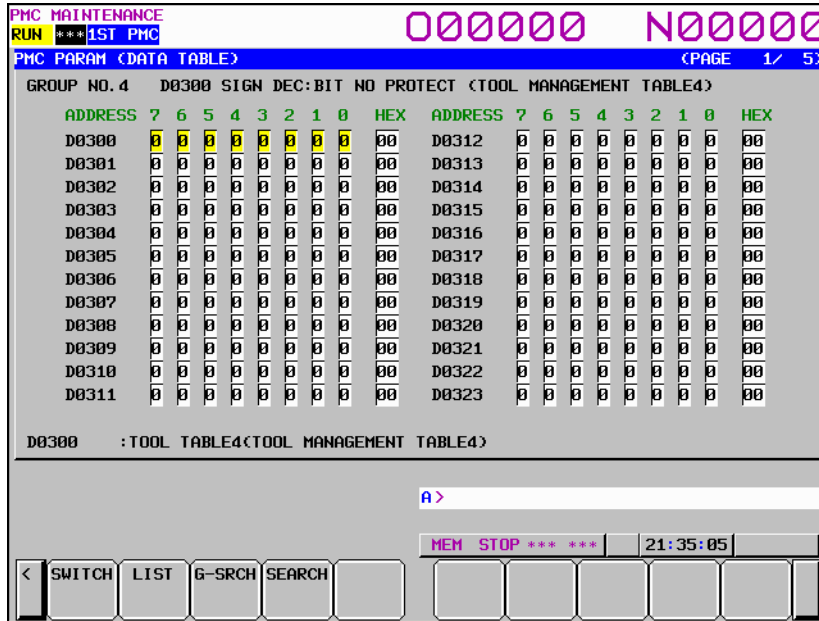 PMC MAINTENANCE
RUN ***1ST PMC
O00000 N00000
PMC PARAM (DATA TABLE) (PAGE 1/ 5)
GROUP NO.4 D0300 SIGN DEC:BIT NO PROTECT (TOOL MANAGEMENT TABLE4)
ADDRESS 7 6 5 4 3 2 1 0 HEX ADDRESS 7 6 5 4 3 2 1 0 HEX
D0300 0 0 0 0 0 0 0 0 00 D0312 0 0 0 0 0 0 0 0 00
D0301 0 0 0 0 0 0 0 0 00 D0313 0 0 0 0 0 0 0 0 00
D0302 0 0 0 0 0 0 0 0 00 D0314 0 0 0 0 0 0 0 0 00
D0303 0 0 0 0 0 0 0 0 00 D0315 0 0 0 0 0 0 0 0 00
D0304 0 0 0 0 0 0 0 0 00 D0316 0 0 0 0 0 0 0 0 00
D0305 0 0 0 0 0 0 0 0 00 D0317 0 0 0 0 0 0 0 0 00
D0306 0 0 0 0 0 0 0 0 00 D0318 0 0 0 0 0 0 0 0 00
D0307 0 0 0 0 0 0 0 0 00 D0319 0 0 0 0 0 0 0 0 00
D0308 0 0 0 0 0 0 0 0 00 D0320 0 0 0 0 0 0 0 0 00
D0309 0 0 0 0 0 0 0 0 00 D0321 0 0 0 0 0 0 0 0 00
D0310 0 0 0 0 0 0 0 0 00 D0322 0 0 0 0 0 0 0 0 00
D0311 0 0 0 0 0 0 0 0 00 D0323 0 0 0 0 0 0 0 0 00
D0300 :TOOL TABLE4(TOOL MANAGEMENT TABLE4)
A>
MEM STOP *** *** 21:35:05
< SWITCH LIST G-SRCH SEARCH